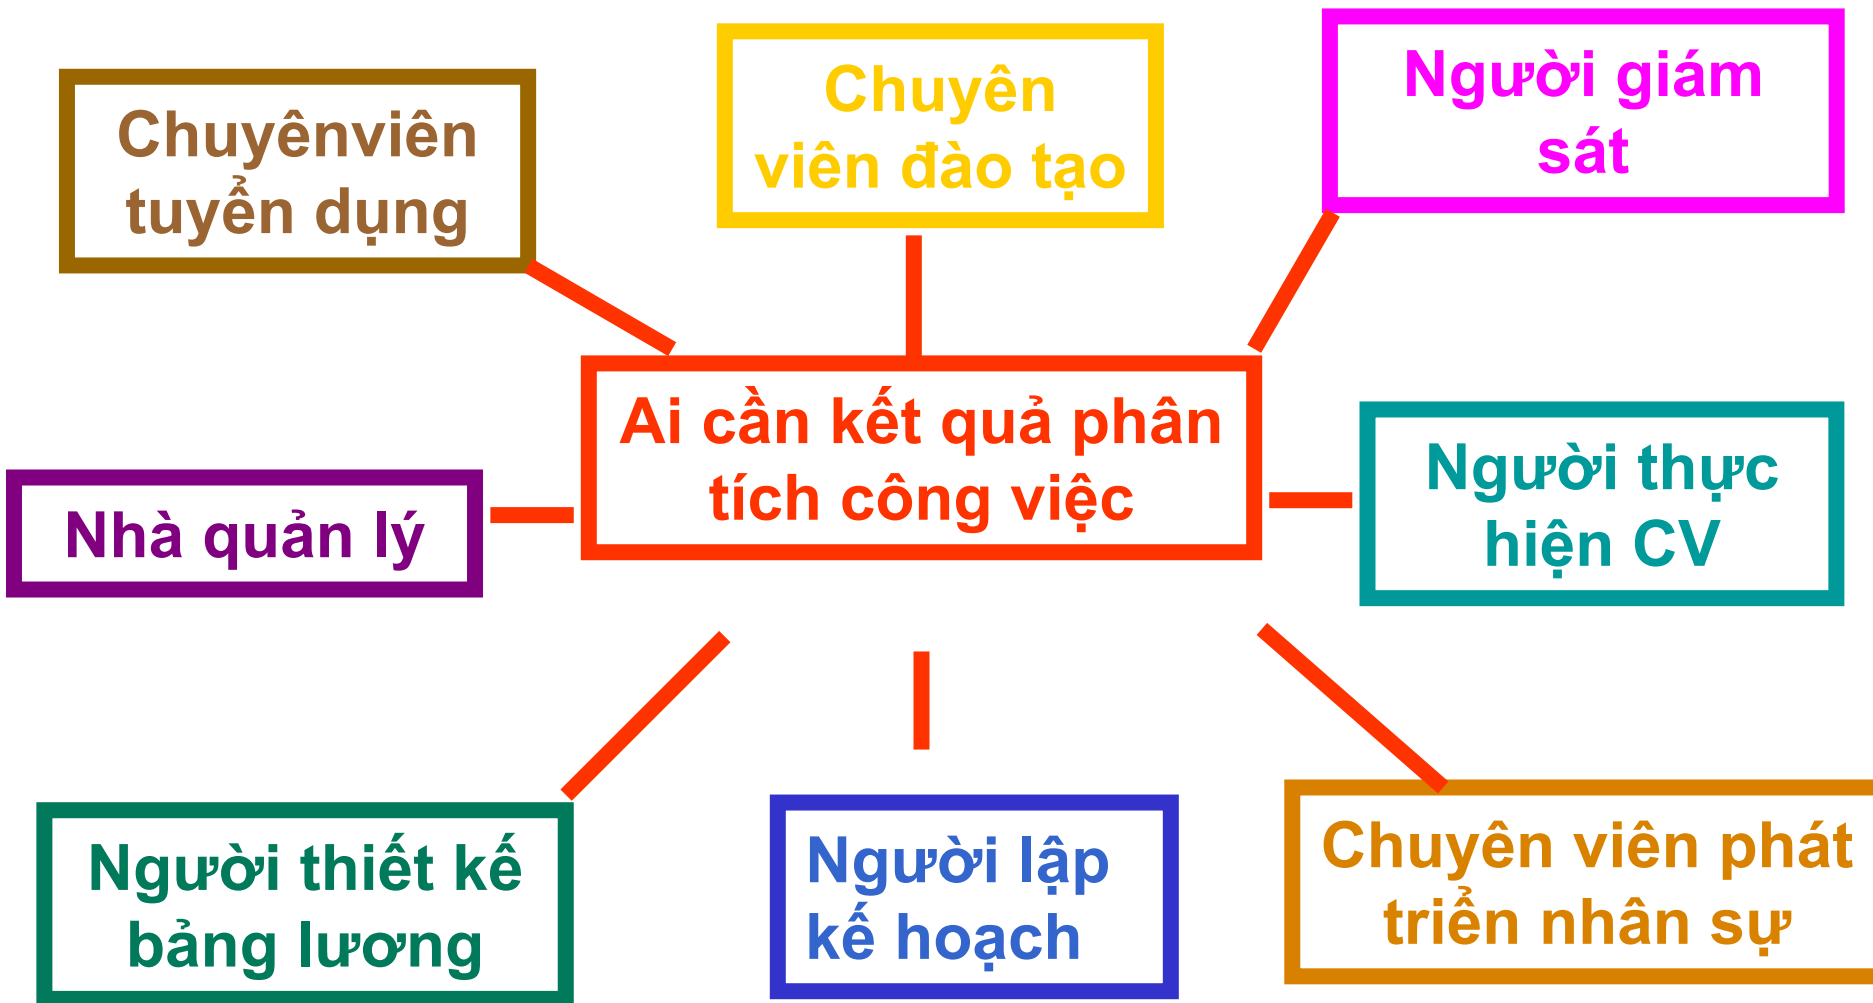 Chuyênviên
tuyển dụng
Chuyên
viên đào tạo
Người giám
sát
Ai cần kết quả phân
tích công việc
Nhà quản lý
Người thực
hiện CV
Người thiết kế
bảng lương
Người lập
kế hoạch
Chuyên viên phát
triển nhân sự